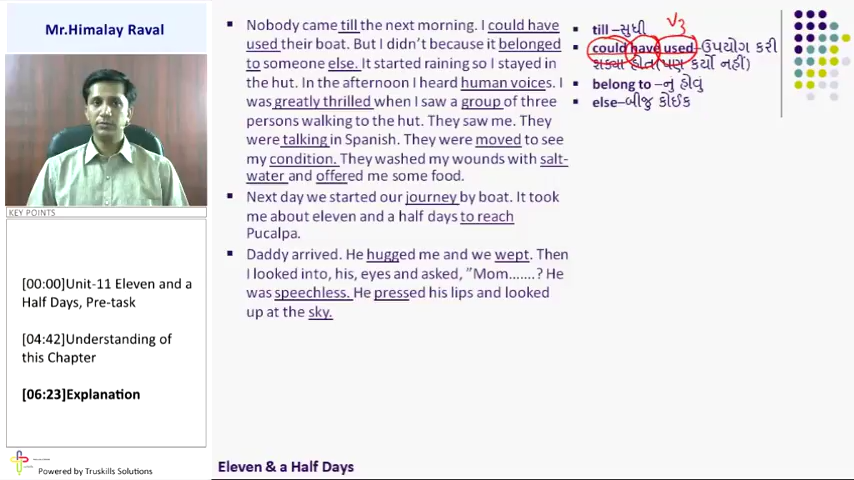 Mr.Himalay Raval
KEY POINTS
[00:00]Unit-11 Eleven and a
Half Days, Pre-task
[04:42]Understanding of
this Chapter
[06:23]Explanation
Powered by Truskills Solutions
Nobody came till the next morning. I could have
used their boat. But I didn't because it belonged
to someone else. It started raining so I stayed in
the hut. In the afternoon I heard human voices. I
was greatly thrilled when I saw a group of three
persons walking to the hut. They saw me. They
were talking in Spanish. They were moved to see
my condition. They washed my wounds with salt-
water and offered me some food.
Next day we started our journey by boat. It took
me about eleven and a half days to reach
Pucalpa.
Daddy arrived. He hugged me and we wept. Then
I looked into, his, eyes and asked, ”Mom…….? He
was speechless. He pressed his lips and looked
up at the sky.
V3
till –સુધી
could have used–ઉપયોગ કરી
શક્યા હોત(પણ કર્યો નહીં)
belong to –નું હોવું
else–બીજુ કોઈક
Eleven & a Half Days